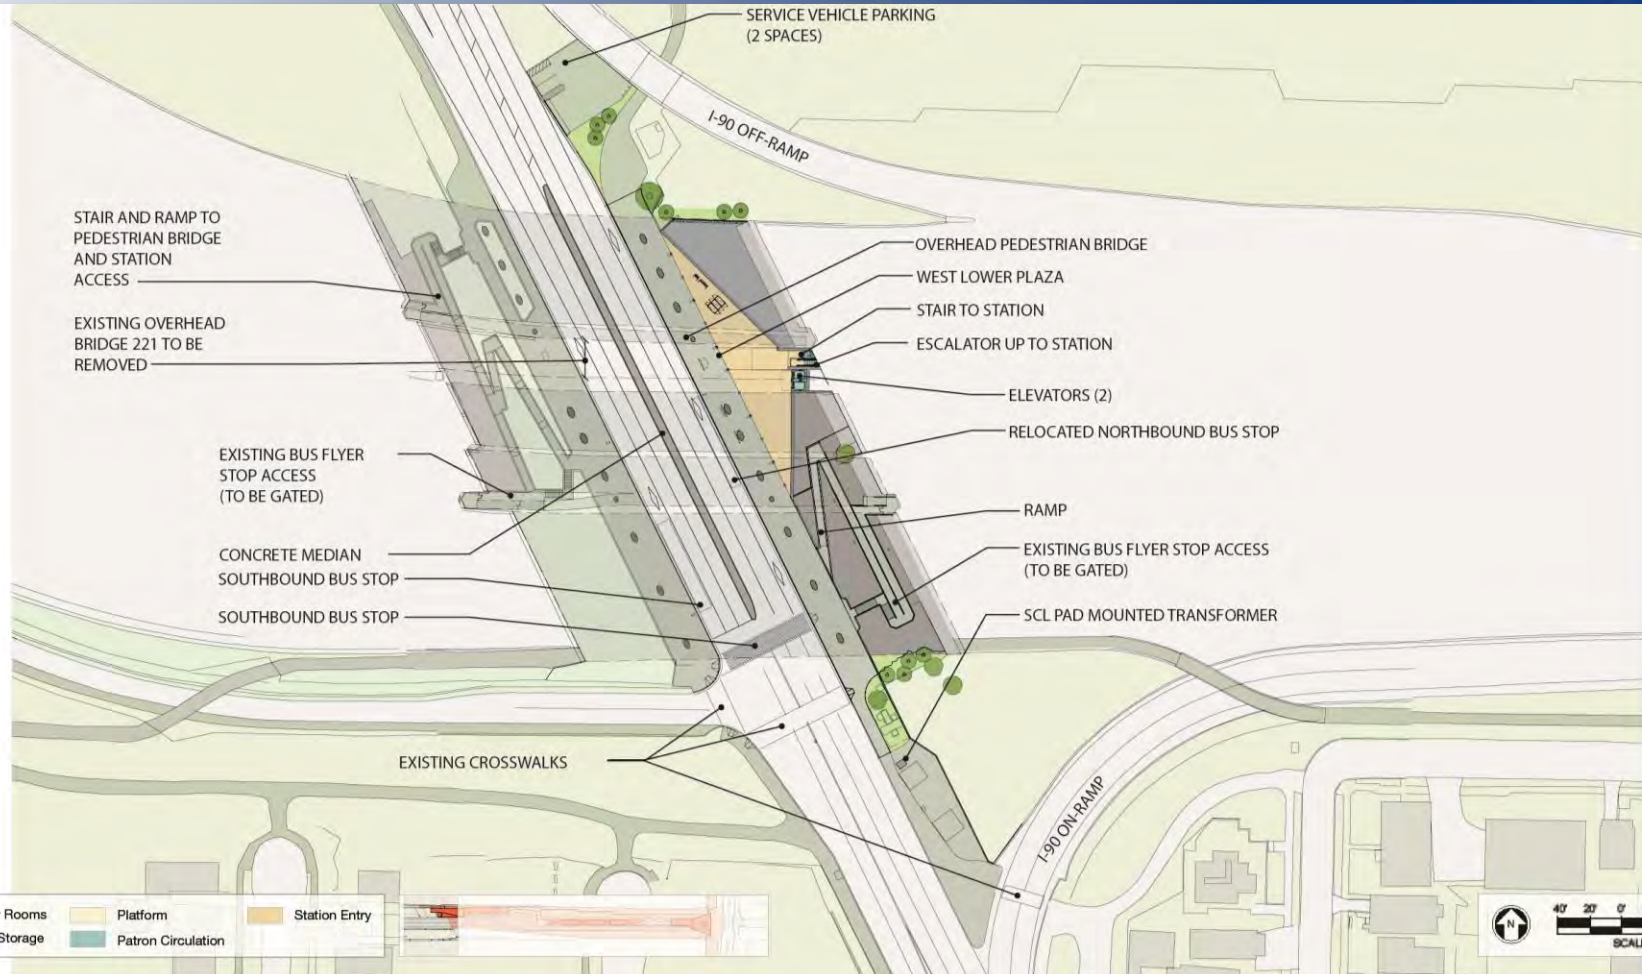 SERVICE VEHICLE PARKING
(2 SPACES)
I-90 OFF-RAMP
STAIR AND RAMP TO
PEDESTRIAN BRIDGE
AND STATION
ACCESS
EXISTING OVERHEAD
BRIDGE 221 TO BE
REMOVED
EXISTING BUS FLYER
STOP ACCESS
(TO BE GATED)
CONCRETE MEDIAN
SOUTHBOUND BUS STOP
SOUTHBOUND BUS STOP
OVERHEAD PEDESTRIAN BRIDGE
WEST LOWER PLAZA
STAIR TO STATION
ESCALATOR UP TO STATION
ELEVATORS (2)
RELOCATED NORTHBOUND BUS STOP
RAMP
EXISTING BUS FLYER STOP ACCESS
(TO BE GATED)
SCL PAD MOUNTED TRANSFORMER
EXISTING CROSSWALKS
I-90 ON-RAMP
Rooms
Platform
Station Entry
Storage
Patron Circulation
N
40' 20' 0'
SCAL